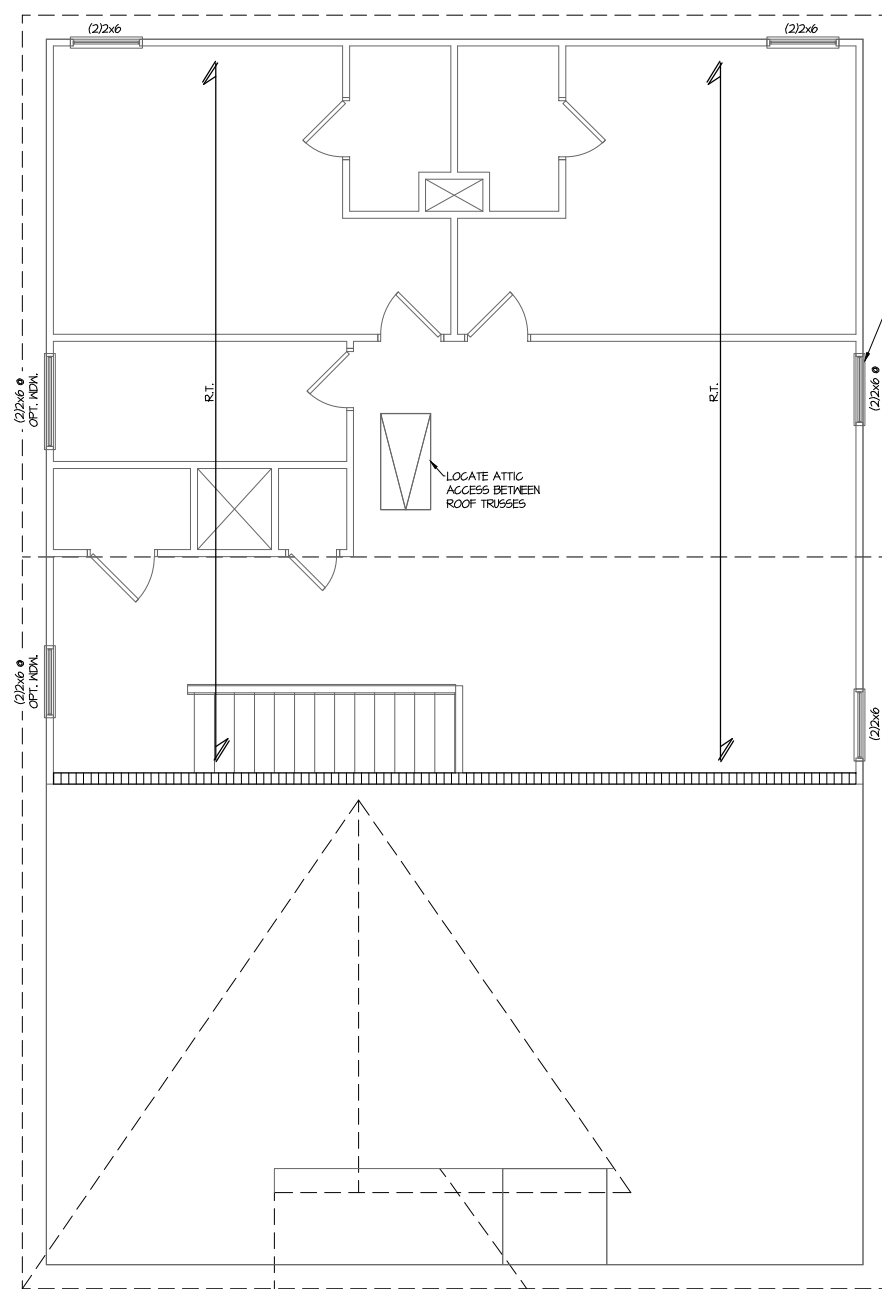 (2)2x6
(2)2x6
(2)2x6 @
OPT. WDW.
R.T.
R.T.
(2)2x6 @
LOCATE ATTIC
ACCESS BETWEEN
ROOF TRUSSES
(2)2x6 @
OPT. WDW.
(2)2x6